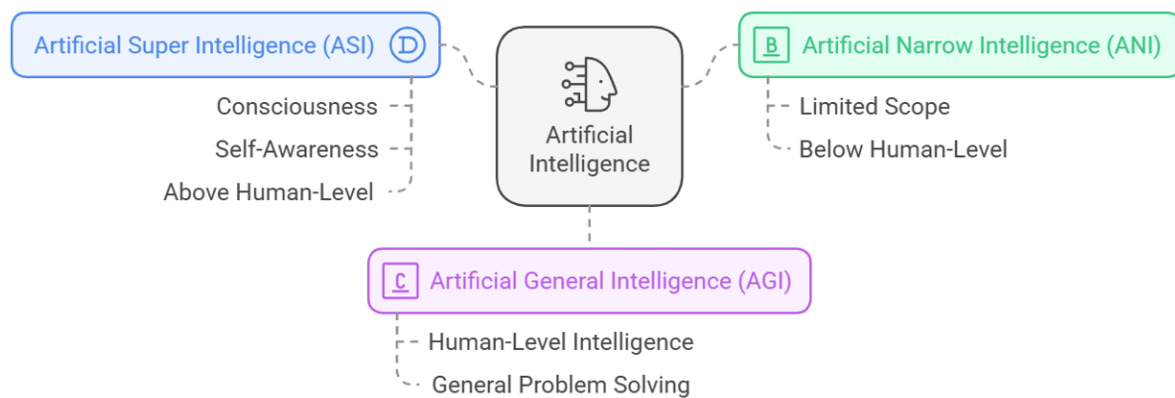 Artificial Super Intelligence (ASI) D
Consciousness
Self-Awareness
Above Human-Level
Artificial
Intelligence
B Artificial Narrow Intelligence (ANI)
Limited Scope
Below Human-Level
C Artificial General Intelligence (AGI)
Human-Level Intelligence
General Problem Solving